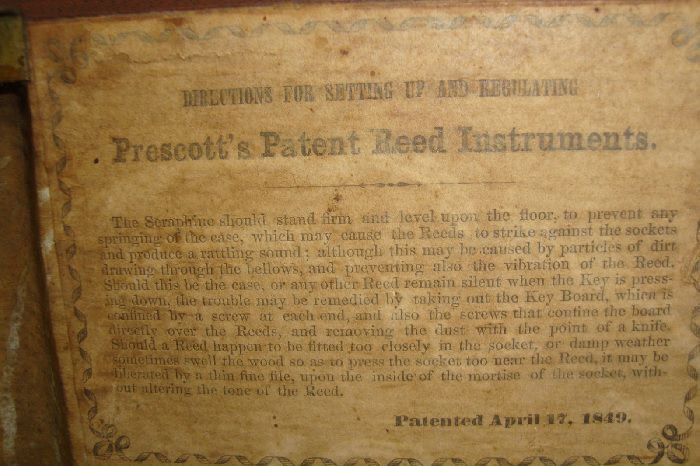 DIRECTIONS FOR SETTING UP AND REGULATING
Prescott's Patent Reed Instruments.
The Seraphine should stand firm and level upon the floor, to prevent any
springing of the case, which may cause the Reeds to strike against the sockets
and produce a rattling sound; although this may be caused by particles of dirt
drawing through the bellows, and preventing also the vibration of the Reed.
Should this be the case, or any other Reed remain silent when the Key is press-
ing down, the trouble may be remedied by taking out the Key Board, which is
confined by a screw at each end, and also the screws that confine the board
directly over the Reeds, and removing the dust with the point of a knife.
Should a Reed happen to be fitted too closely in the socket, or damp weather
sometimes swell the wood so as to press the socket too near the Reed, it may be
liberated by a thin fine file, upon the inside of the mortise of the socket, with-
out altering the tone of the Reed.
Patented April 17, 1849.